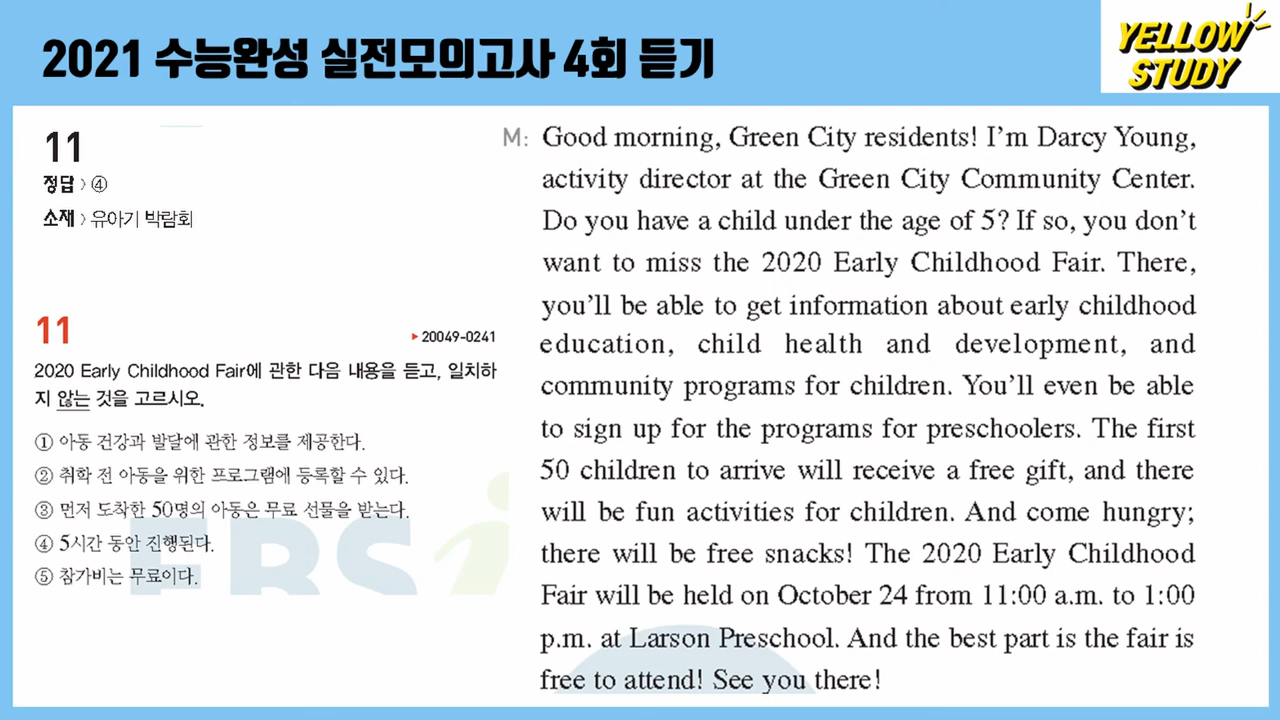 2021 수능완성 실전모의고사 4회 듣기
YELLOW
STUDY
11
정답 > ④
소재 > 유아기 박람회
11
▶ 20049-0241
2020 Early Childhood Fair에 관한 다음 내용을 듣고, 일치하
지 않는 것을 고르시오.
① 아동 건강과 발달에 관한 정보를 제공한다.
② 취학 전 아동을 위한 프로그램에 등록할 수 있다.
③ 먼저 도착한 50명의 아동은 무료 선물을 받는다.
④ 5시간 동안 진행된다.
⑤ 참가비는 무료이다.
EBSi
M: Good morning, Green City residents! I'm Darcy Young,
activity director at the Green City Community Center.
Do you have a child under the age of 5? If so, you don't
want to miss the 2020 Early Childhood Fair. There,
you'll be able to get information about early childhood
education, child health and development, and
community programs for children. You'll even be able
to sign up for the programs for preschoolers. The first
50 children to arrive will receive a free gift, and there
will be fun activities for children. And come hungry;
there will be free snacks! The 2020 Early Childhood
Fair will be held on October 24 from 11:00 a.m. to 1:00
p.m. at Larson Preschool. And the best part is the fair is
free to attend! See you there!